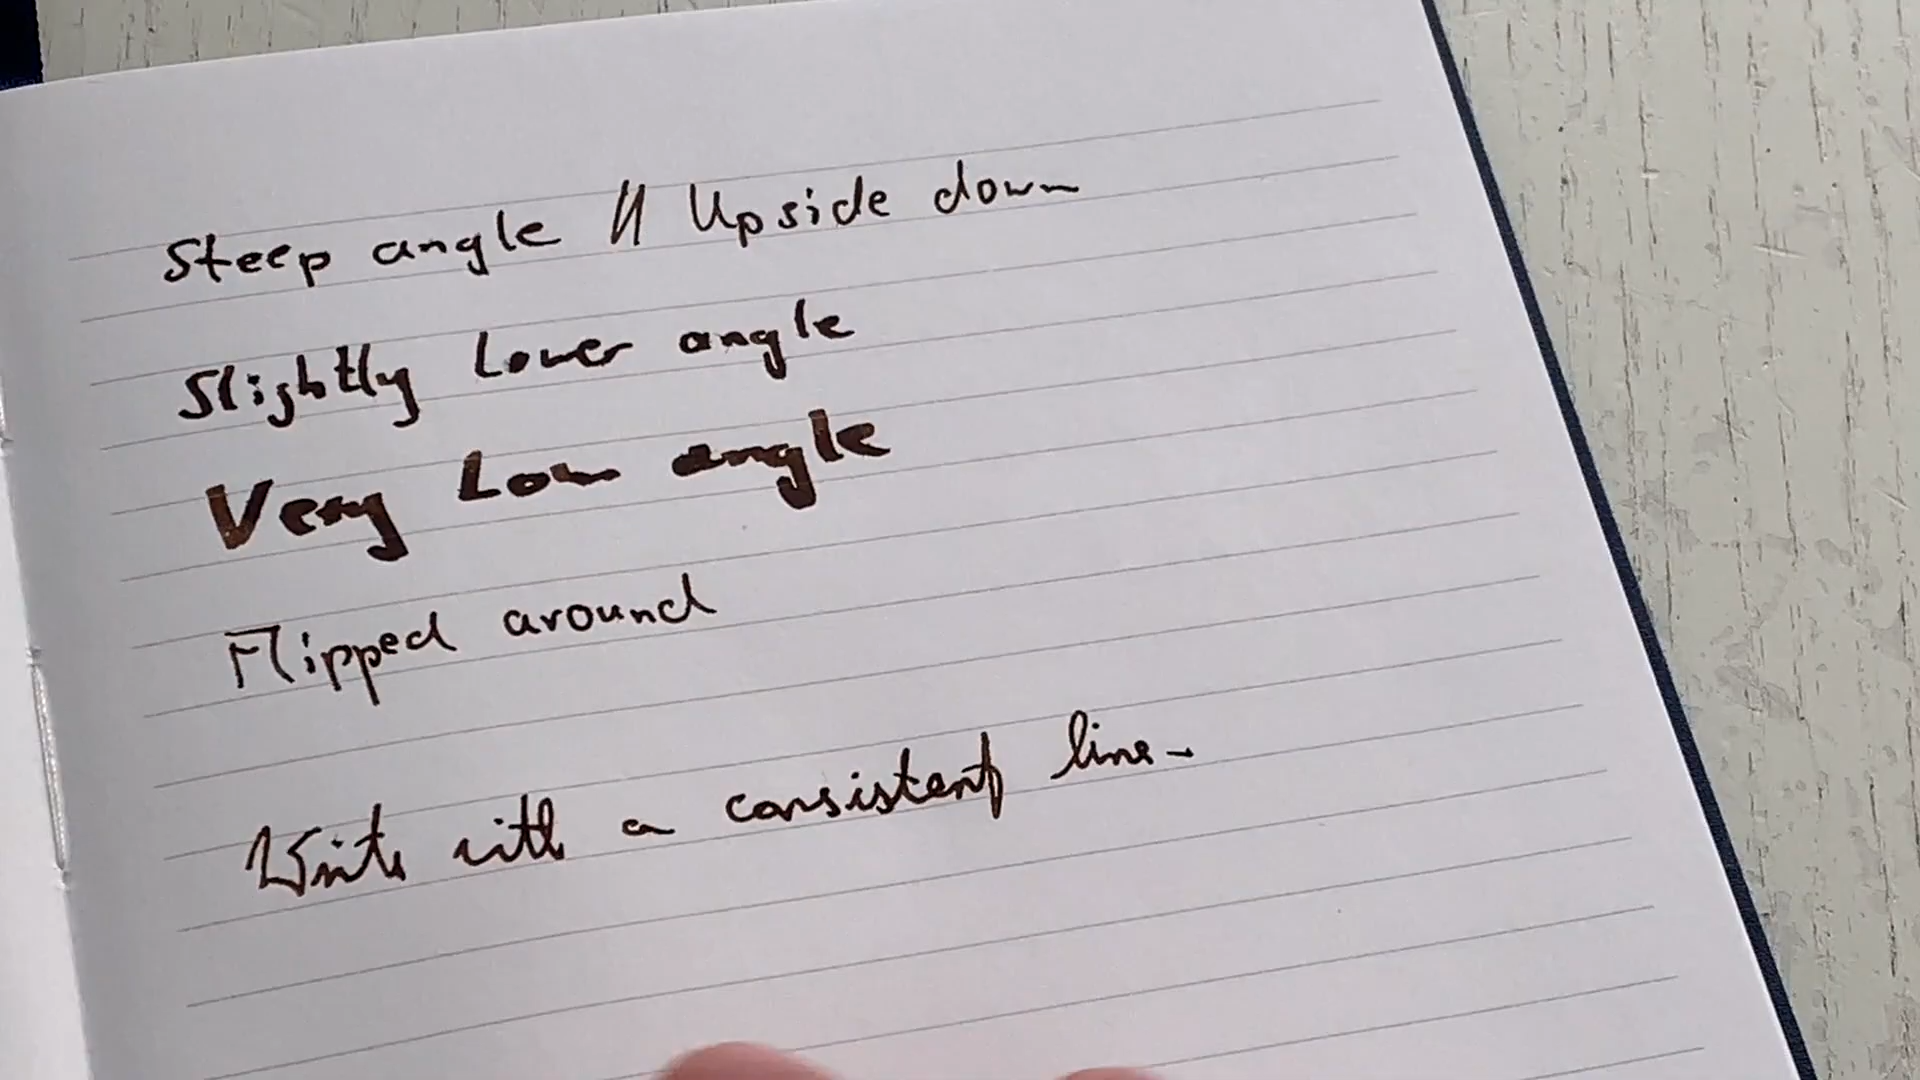 Steep angle // Upside down
Slightly Lower angle
Very Low angle
Flipped around
Write with a consistent line-